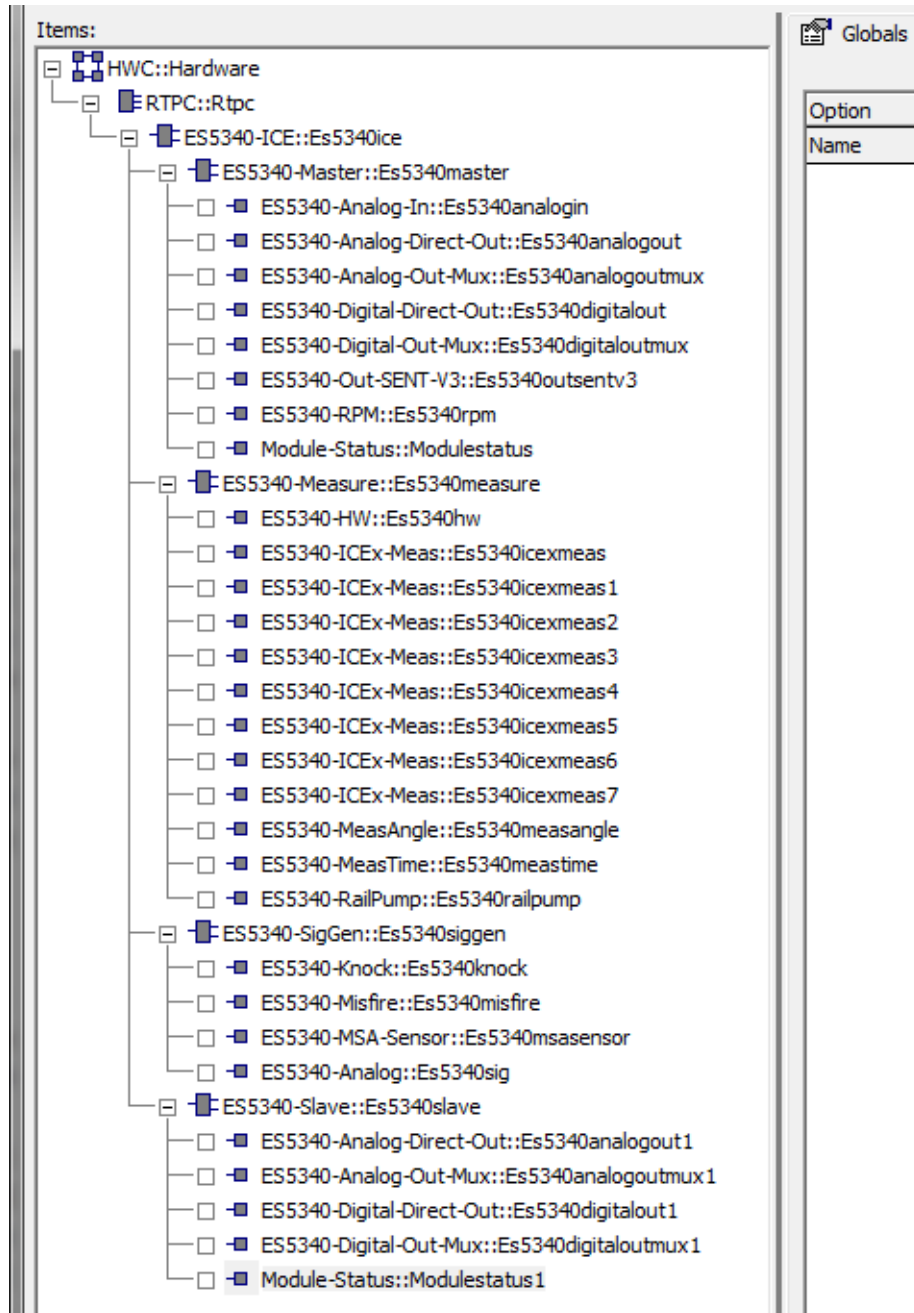 Items:
HWC::Hardware
RTPC::Rtpc
ES5340-ICE::Es5340ice
ES5340-Master::Es5340master
ES5340-Analog-In::Es5340analogin
ES5340-Analog-Direct-Out::Es5340analogout
ES5340-Analog-Out-Mux::Es5340analogoutmux
ES5340-Digital-Direct-Out::Es5340digitalout
ES5340-Digital-Out-Mux::Es5340digitaloutmux
ES5340-Out-SENT-V3::Es5340outsentv3
ES5340-RPM::Es5340rpm
Module-Status::Modulestatus
ES5340-Measure::Es5340measure
ES5340-HW::Es5340hw
ES5340-ICEx-Meas::Es5340icexmeas
ES5340-ICEx-Meas::Es5340icexmeas1
ES5340-ICEx-Meas::Es5340icexmeas2
ES5340-ICEx-Meas::Es5340icexmeas3
ES5340-ICEx-Meas::Es5340icexmeas4
ES5340-ICEx-Meas::Es5340icexmeas5
ES5340-ICEx-Meas::Es5340icexmeas6
ES5340-ICEx-Meas::Es5340icexmeas7
ES5340-MeasAngle::Es5340measangle
ES5340-MeasTime::Es5340meastime
ES5340-RailPump::Es5340railpump
ES5340-SigGen::Es5340siggen
ES5340-Knock::Es5340knock
ES5340-Misfire::Es5340misfire
ES5340-MSA-Sensor::Es5340msasensor
ES5340-Analog::Es5340sig
ES5340-Slave::Es5340slave
ES5340-Analog-Direct-Out::Es5340analogout1
ES5340-Analog-Out-Mux::Es5340analogoutmux1
ES5340-Digital-Direct-Out::Es5340digitalout1
ES5340-Digital-Out-Mux::Es5340digitaloutmux1
Module-Status::Modulestatus1
Globals
Option
Name